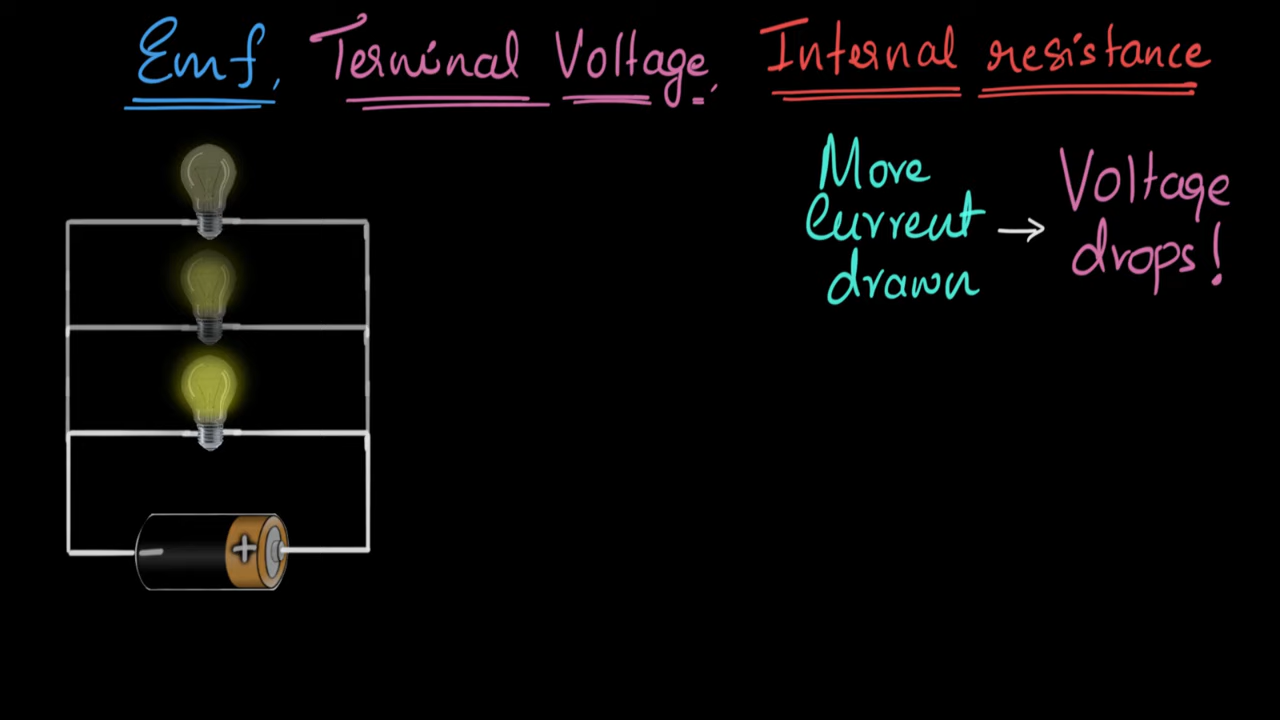 Emf, Terminal Voltage, Internal resistance
More Current drawn → Voltage drops!
+